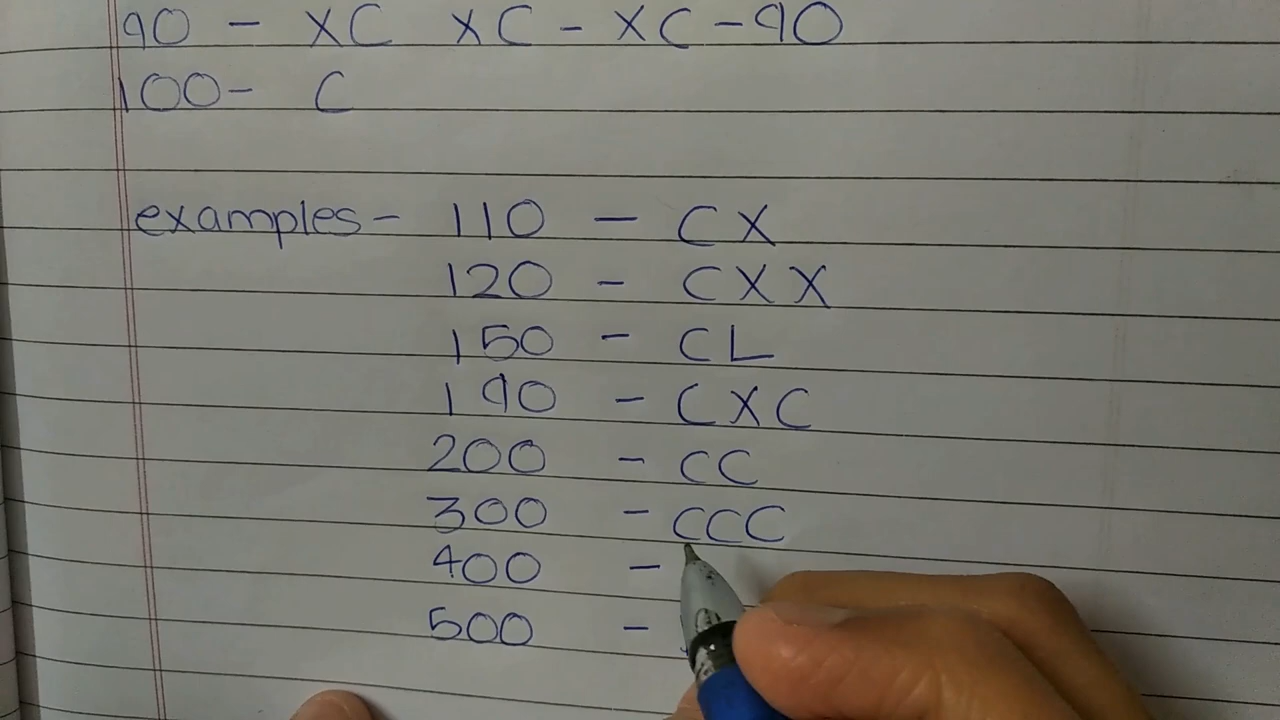 90 - XC XC - XC - 90
100- C
examples - 110 - CX
120 - CXX
150 - CL
190 - CXC
200 - CC
300 - CCC
400 -
500 -